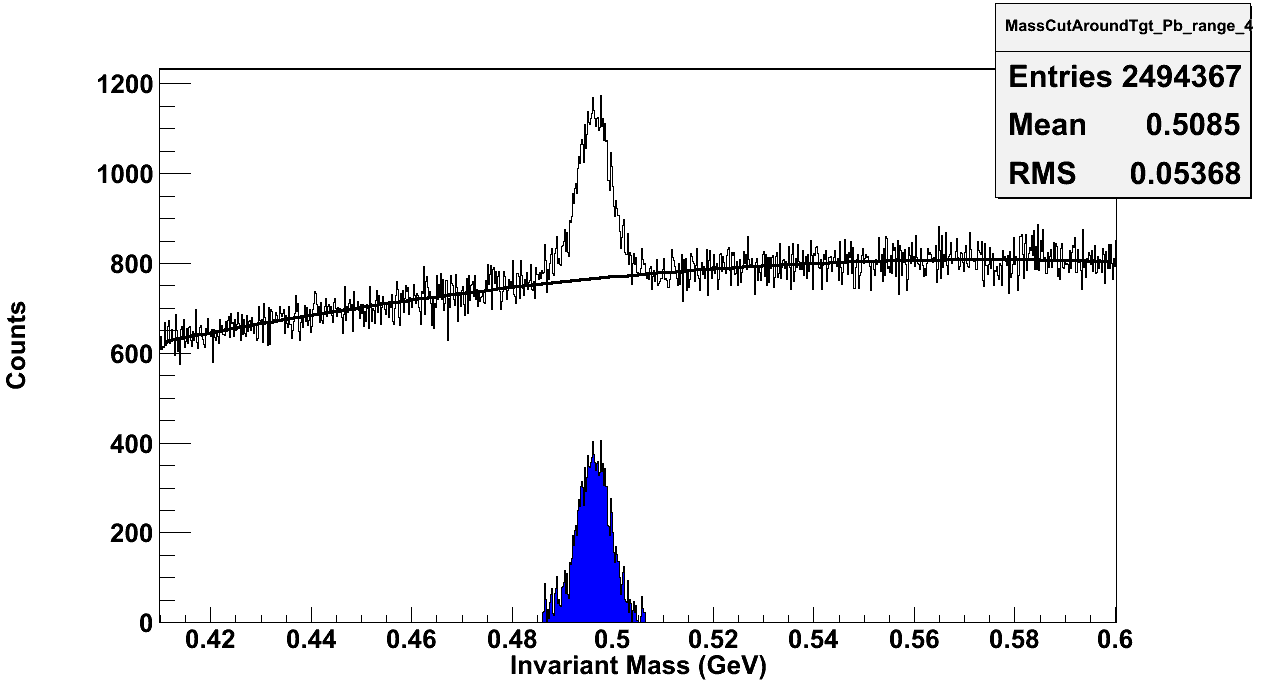 MassCutAroundTgt_Pb_range_4
Entries 2494367
Mean 0.5085
RMS 0.05368
1200
1000
800
600
400
200
0
Counts
0.42 0.44 0.46 0.48 0.5 0.52 0.54 0.56 0.58 0.6
Invariant Mass (GeV)